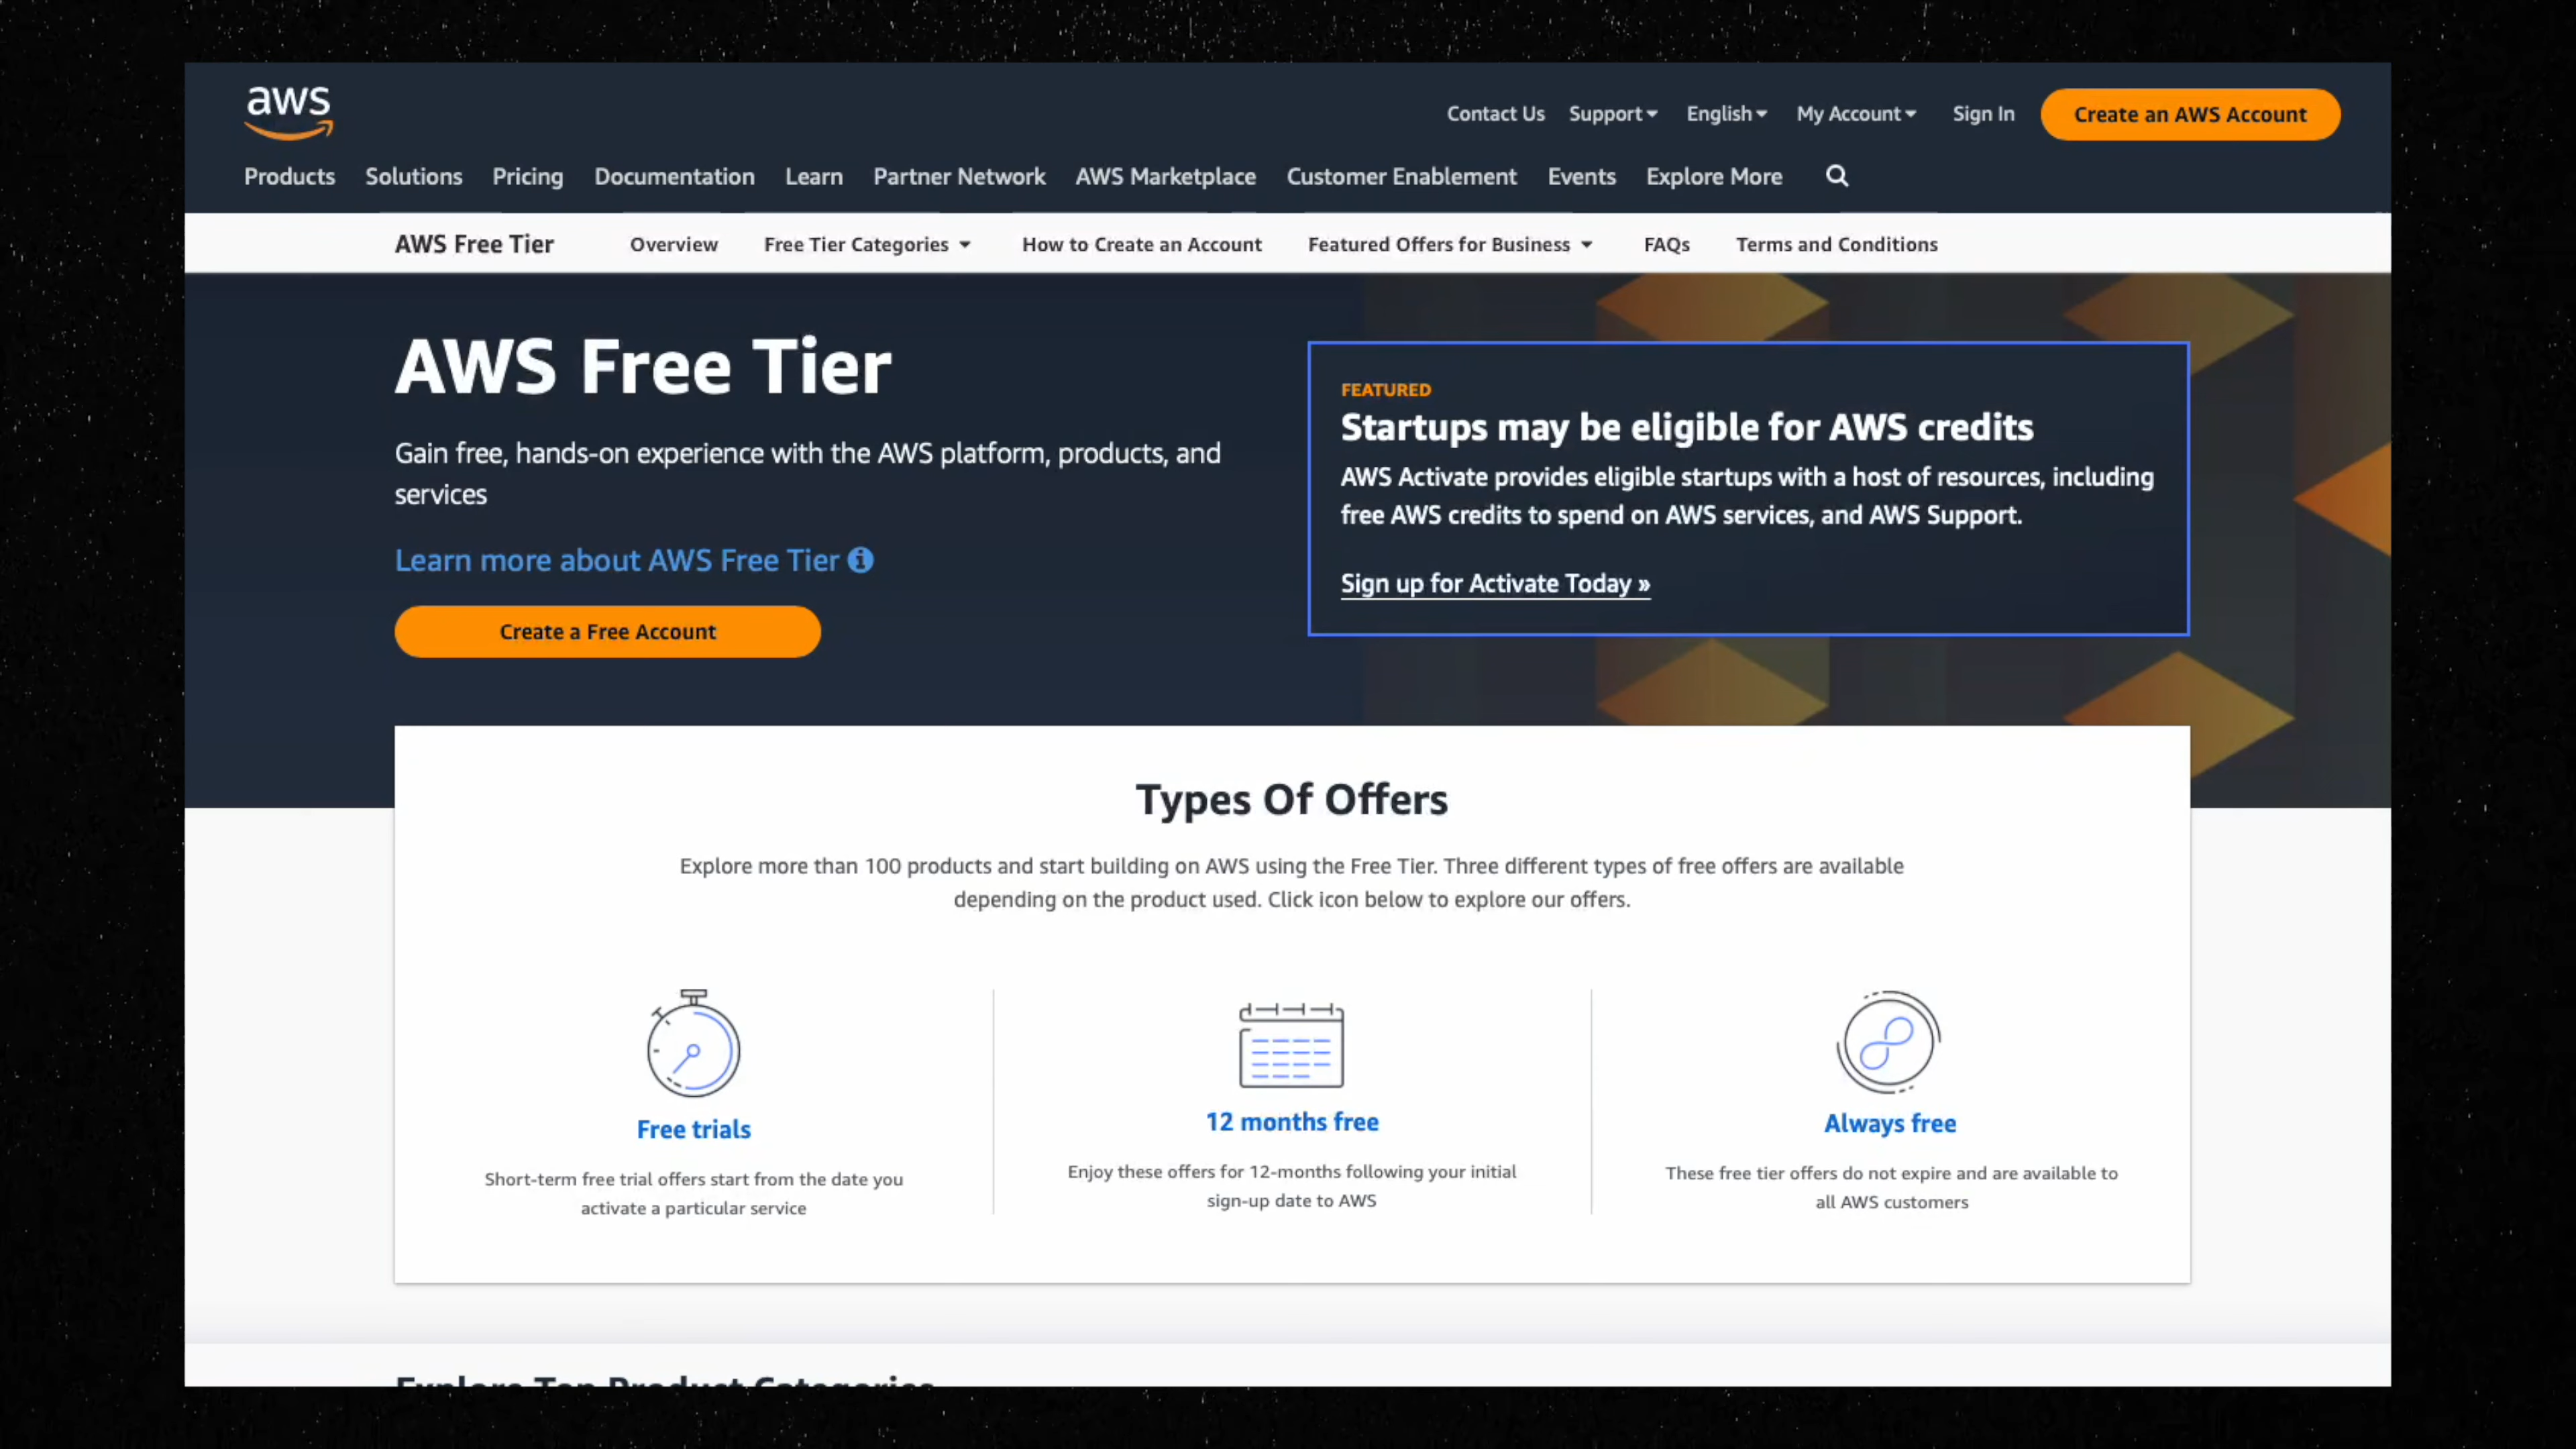 aws
Contact Us Support English My Account Sign In Create an AWS Account
Products Solutions Pricing Documentation Learn Partner Network AWS Marketplace Customer Enablement Events Explore More
AWS Free Tier Overview Free Tier Categories How to Create an Account Featured Offers for Business FAQs Terms and Conditions
AWS Free Tier
Gain free, hands-on experience with the AWS platform, products, and
services
Learn more about AWS Free Tier
Create a Free Account
FEATURED
Startups may be eligible for AWS credits
AWS Activate provides eligible startups with a host of resources, including
free AWS credits to spend on AWS services, and AWS Support.
Sign up for Activate Today »
Types Of Offers
Explore more than 100 products and start building on AWS using the Free Tier. Three different types of free offers are available
depending on the product used. Click icon below to explore our offers.
Free trials
Short-term free trial offers start from the date you
activate a particular service
12 months free
Enjoy these offers for 12-months following your initial
sign-up date to AWS
Always free
These free tier offers do not expire and are available to
all AWS customers
Explore Top Product Categories